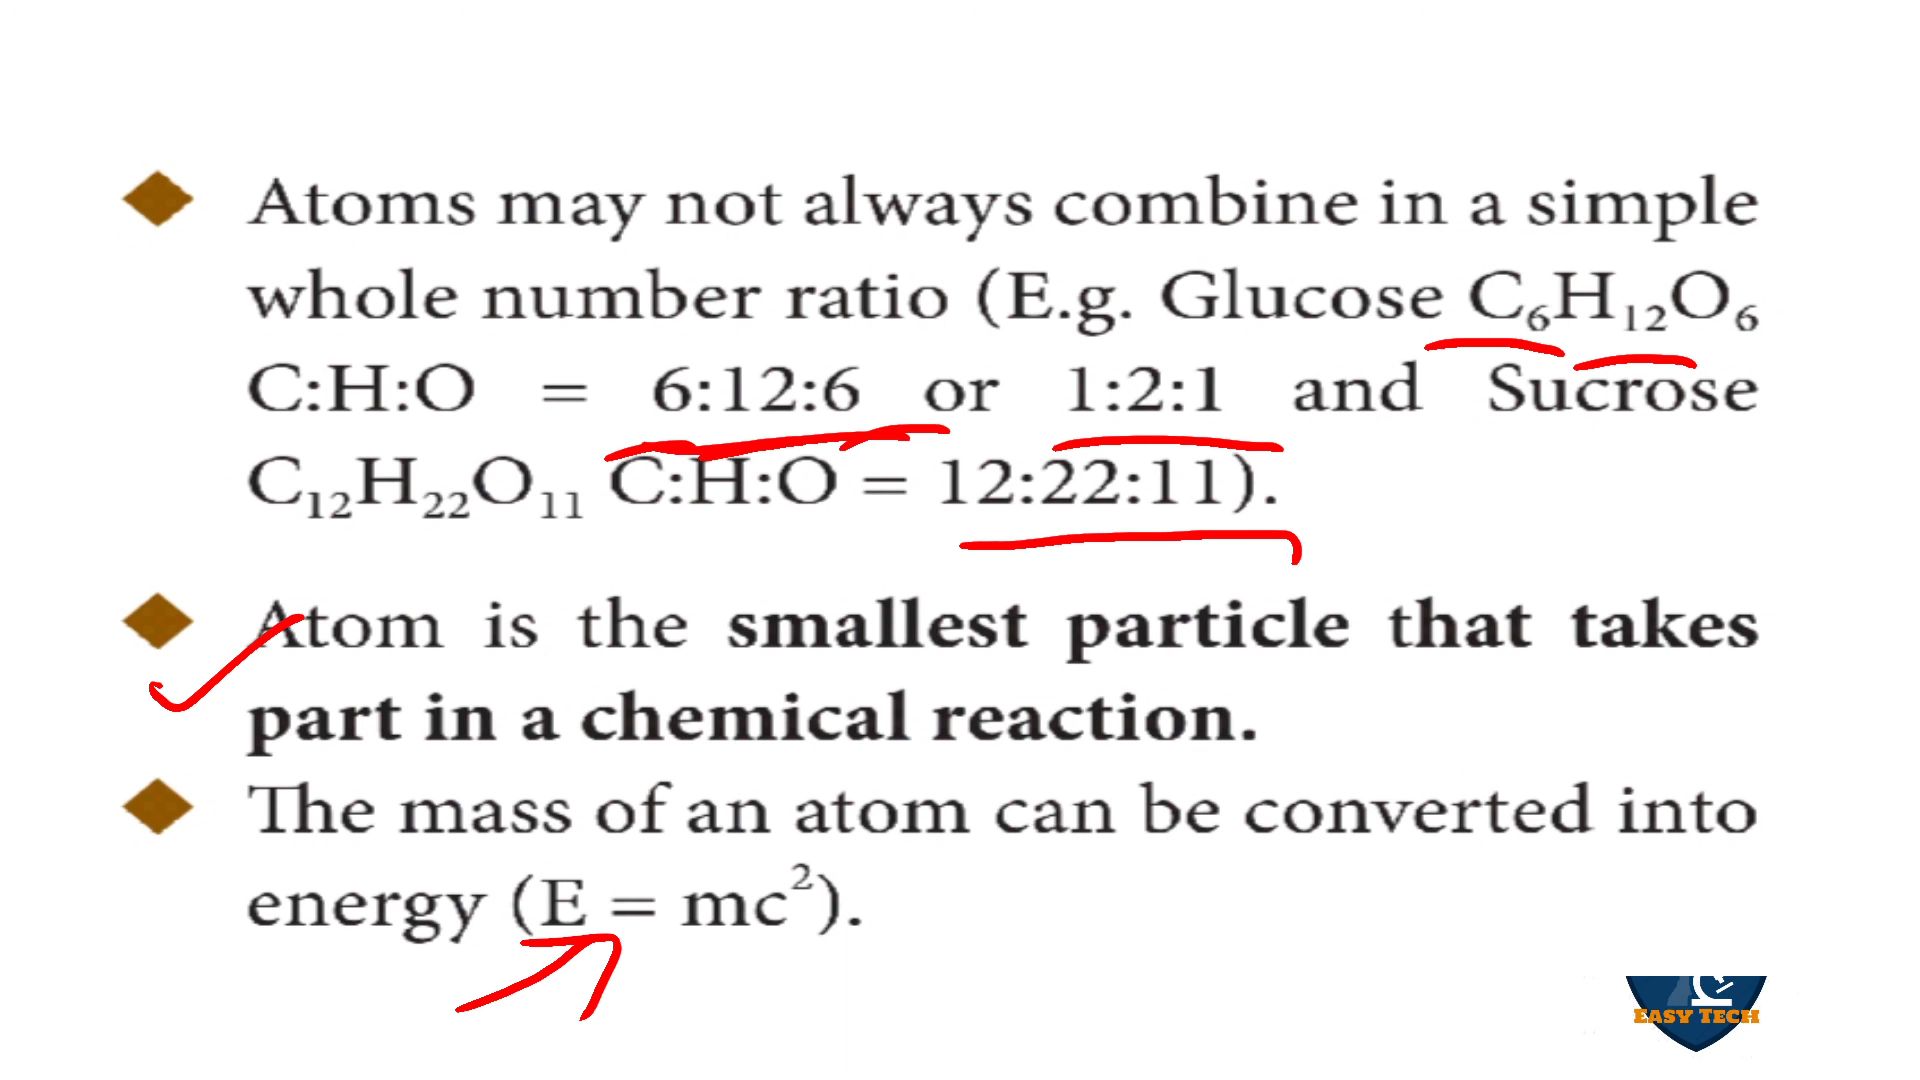 Atoms may not always combine in a simple
whole number ratio (E.g. Glucose C₆H₁₂O₆
C:H:O = 6:12:6 or 1:2:1 and Sucrose
C₁₂H₂₂O₁₁ C:H:O = 12:22:11).
Atom is the smallest particle that takes
part in a chemical reaction.
The mass of an atom can be converted into
energy (E = mc²).
EASY TECH